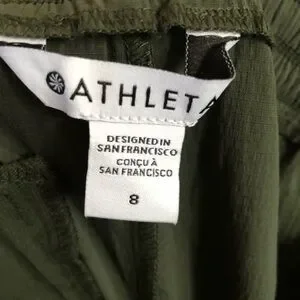 ATHLETA
DESIGNED IN
SAN FRANCISCO
CONÇU À
SAN FRANCISCO
8